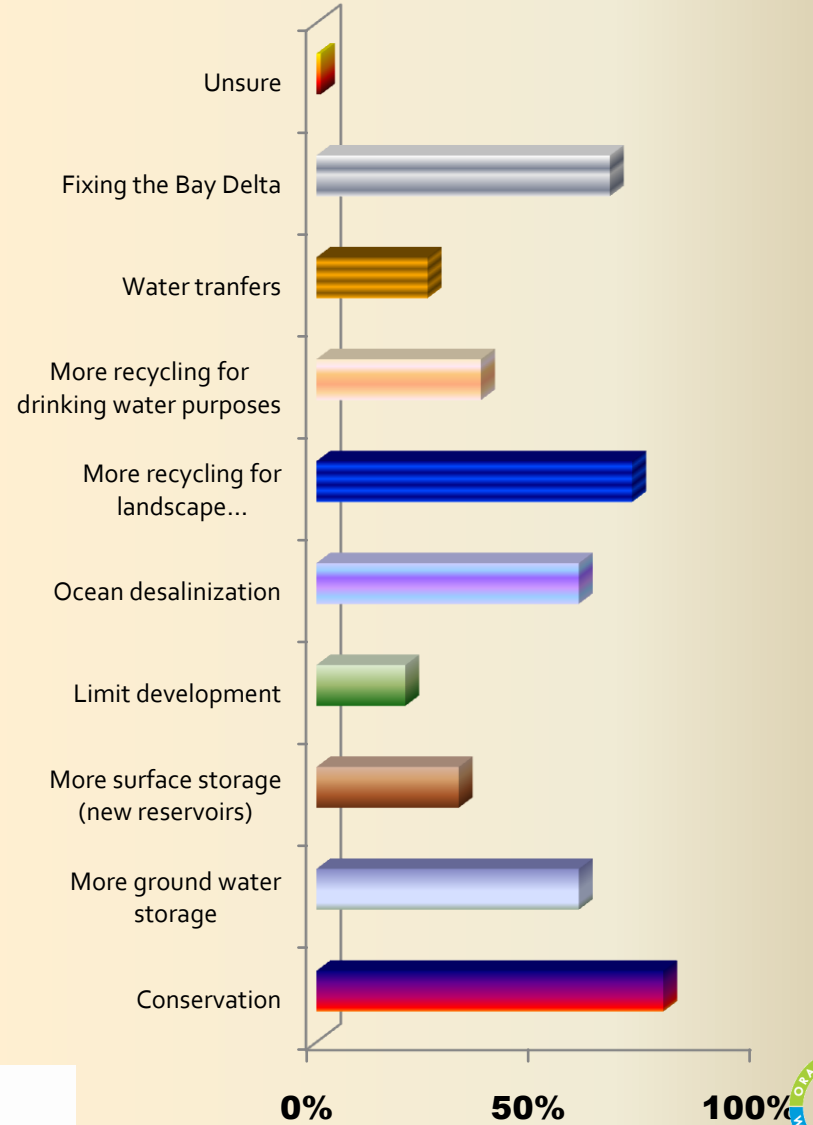 Unsure
Fixing the Bay Delta
Water tranfers
More recycling for
drinking water purposes
More recycling for
landscape...
Ocean desalinization
Limit development
More surface storage
(new reservoirs)
More ground water
storage
Conservation
0%
50%
100%